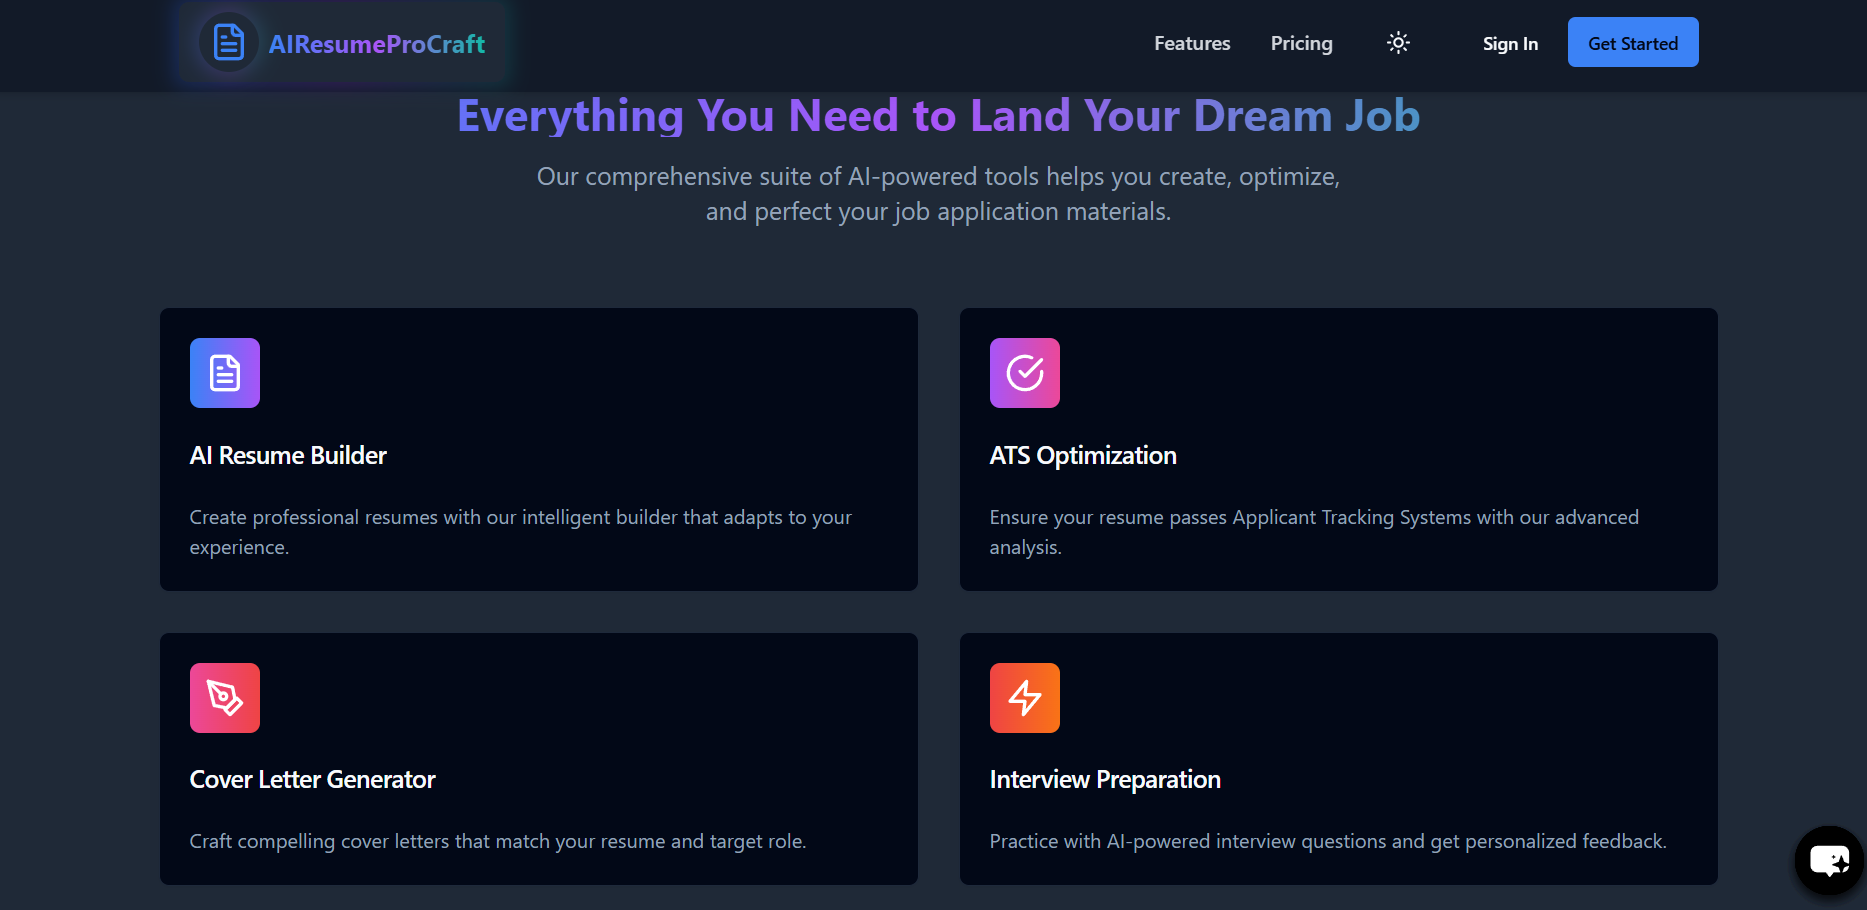 AIResumeProCraft
Features
Pricing
Sign In
Get Started
Everything You Need to Land Your Dream Job
Our comprehensive suite of AI-powered tools helps you create, optimize,
and perfect your job application materials.
AI Resume Builder
Create professional resumes with our intelligent builder that adapts to your
experience.
ATS Optimization
Ensure your resume passes Applicant Tracking Systems with our advanced
analysis.
Cover Letter Generator
Craft compelling cover letters that match your resume and target role.
Interview Preparation
Practice with AI-powered interview questions and get personalized feedback.